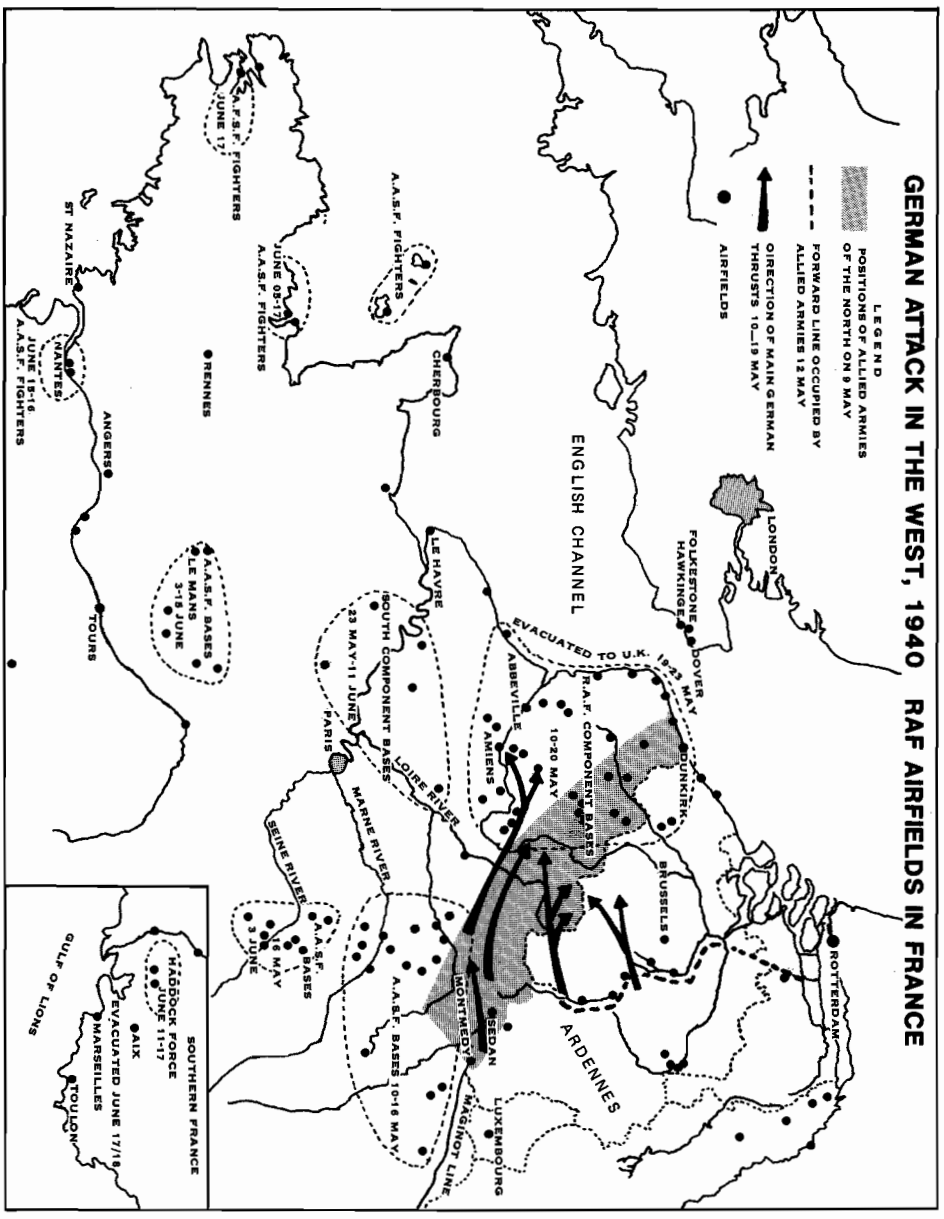 GERMAN ATTACK IN THE WEST, 1940 RAF AIRFIELDS IN FRANCE
LEGEND
POSITIONS OF ALLIED ARMIES
OF THE NORTH ON 9 MAY
FORWARD LINE OCCUPIED BY
ALLIED ARMIES 12 MAY
DIRECTION OF MAIN GERMAN
THRUSTS 10_19 MAY
AIRFIELDS
LONDON
FOLKESTONE
HAWKINGE
DOVER
ENGLISH CHANNEL
EVACUATED TO U.K. 19-23 MAY
DUNKIRK
ROTTERDAM
BRUSSELS
R.A.F. COMPONENT BASES
10-20 MAY
ABBEVILLE
AMIENS
ARDENNES
SEDAN
MONTMEDY
LUXEMBOURG
MAGINOT LINE
A.A.S.F. FIGHTERS
CHERBOURG
LE HAVRE
SOUTH COMPONENT BASES
23 MAY-11 JUNE
LOIRE RIVER
PARIS
MARNE RIVER
SEINE RIVER
A.A.S.F. BASES 10-16 MAY
A.A.S.F.
BASES
16 MAY
3 JUNE
A.F.S.F. FIGHTERS
JUNE 17
JUNE 08-17
A.A.S.F. FIGHTERS
RENNES
A.A.S.F. BASES
LE MANS
3-15 JUNE
ST NAZAIRE
NANTES
JUNE 15-16
A.A.S.F. FIGHTERS
ANGERS
TOURS
SOUTHERN FRANCE
HADDOCK FORCE
JUNE 11-17
AIX
EVACUATED JUNE 17/18
MARSEILLES
TOULON
GULF OF LIONS